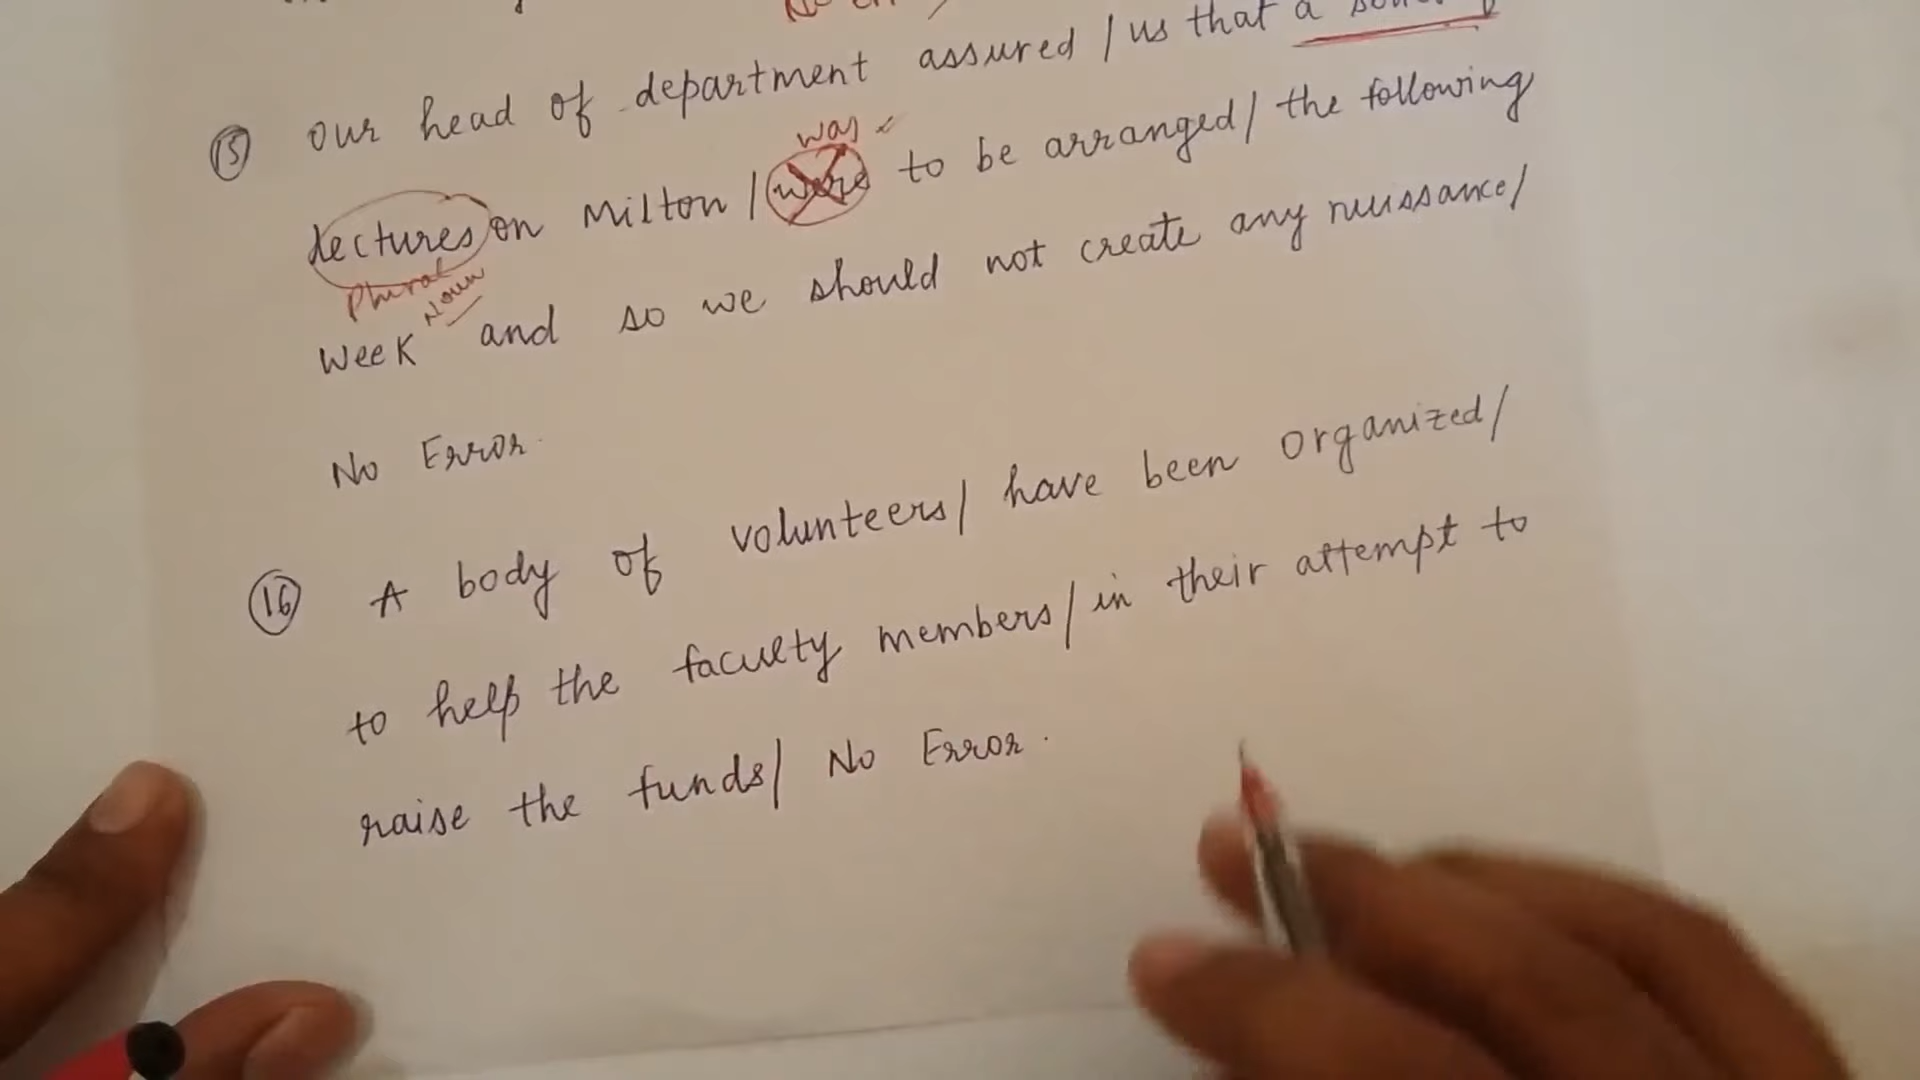 (15) Our head of department assured / us that a
was
lectures on Milton / were to be arranged / the following
Plural Noun
week and so we should not create any nuissance /
No Error.
(16) A body of volunteers / have been organized /
to help the faculty members / in their attempt to
raise the funds / No Error.